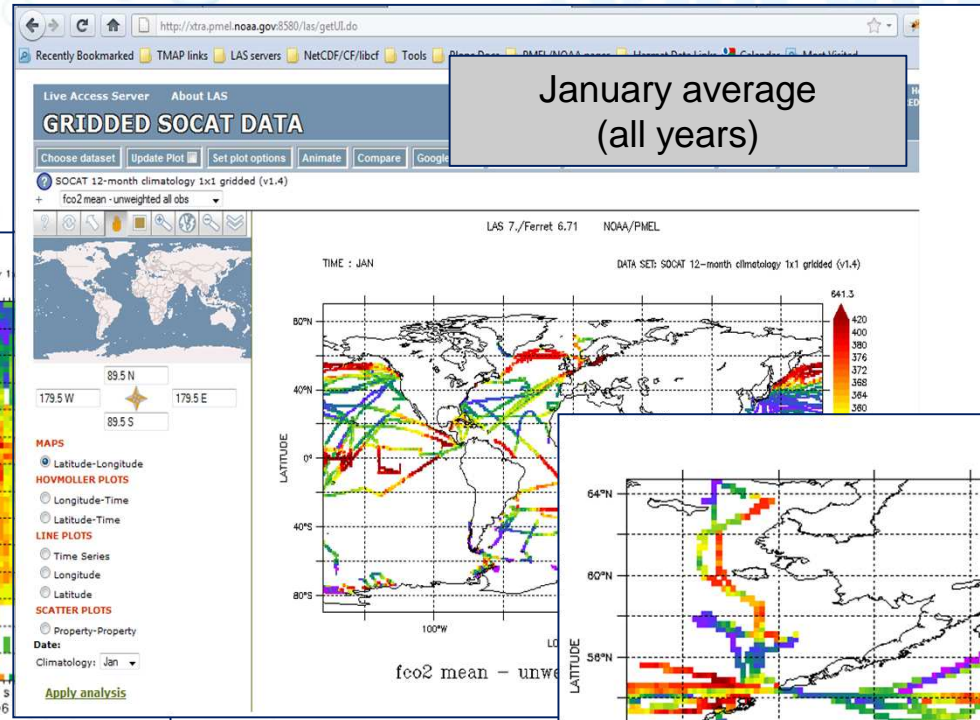 http://xtra.pmel.noaa.gov:8580/las/getUI.do
Recently Bookmarked TMAP links LAS servers NetCDF/CF/libcf Tools
January average
(all years)
Live Access Server About LAS
GRIDDED SOCAT DATA
Choose dataset Update Plot Set plot options Animate Compare Google
SOCAT 12-month climatology 1x1 gridded (v1.4)
+ fco2 mean - unweighted all obs
89.5 N
179.5 W 179.5 E
89.5 S
MAPS
Latitude-Longitude
HOVMOLLER PLOTS
Longitude-Time
Latitude-Time
LINE PLOTS
Time Series
Longitude
Latitude
SCATTER PLOTS
Property-Property
Date:
Climatology: Jan
Apply analysis
LAS 7./Ferret 6.71 NOAA/PMEL
TIME : JAN DATA SET: SOCAT 12-month climatology 1x1 gridded (v1.4)
641.3
420
400
380
376
372
368
364
360
80°N
40°N
0°
40°S
80°S
LATITUDE
100°W
LO
fco2 mean - unwe
64°N
60°N
56°N
LATITUDE